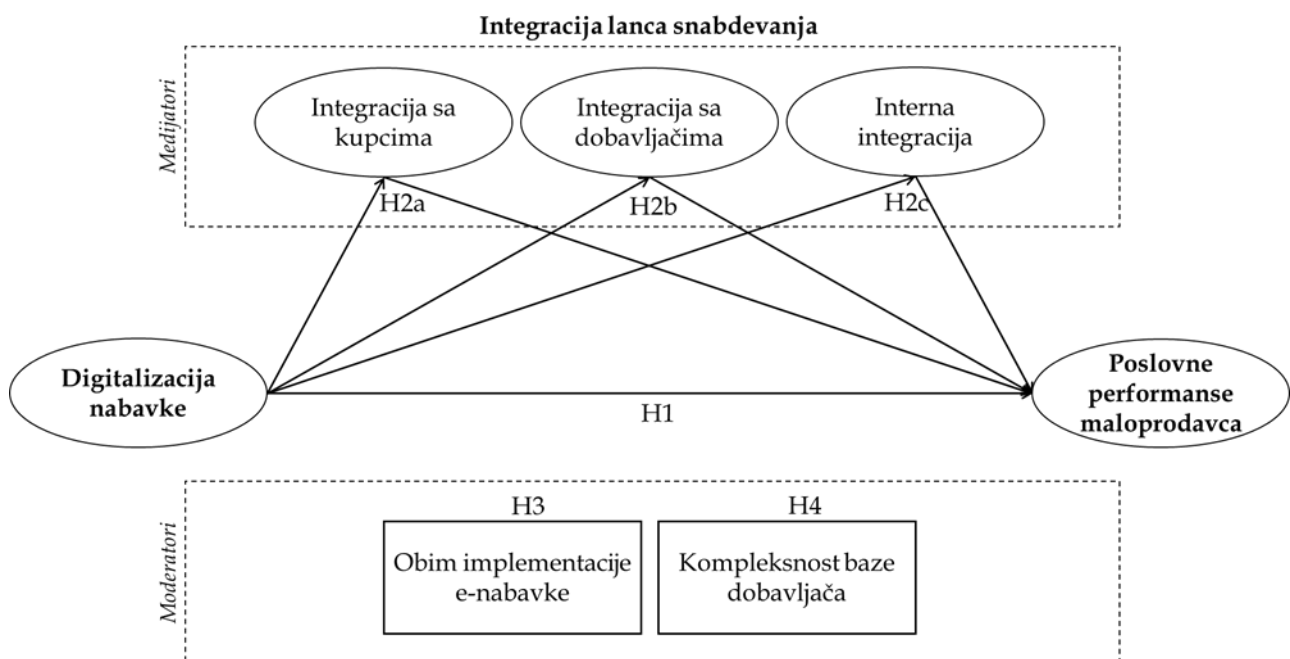 Integracija lanca snabdevanja
Medijatori
Integracija sa
kupcima
Integracija sa
dobavljačima
Interna
integracija
H2a
H2b
H2c
Digitalizacija
nabavke
H1
Poslovne
performanse
maloprodavca
Moderatori
H3
Obim implementacije
e-nabavke
H4
Kompleksnost baze
dobavljača